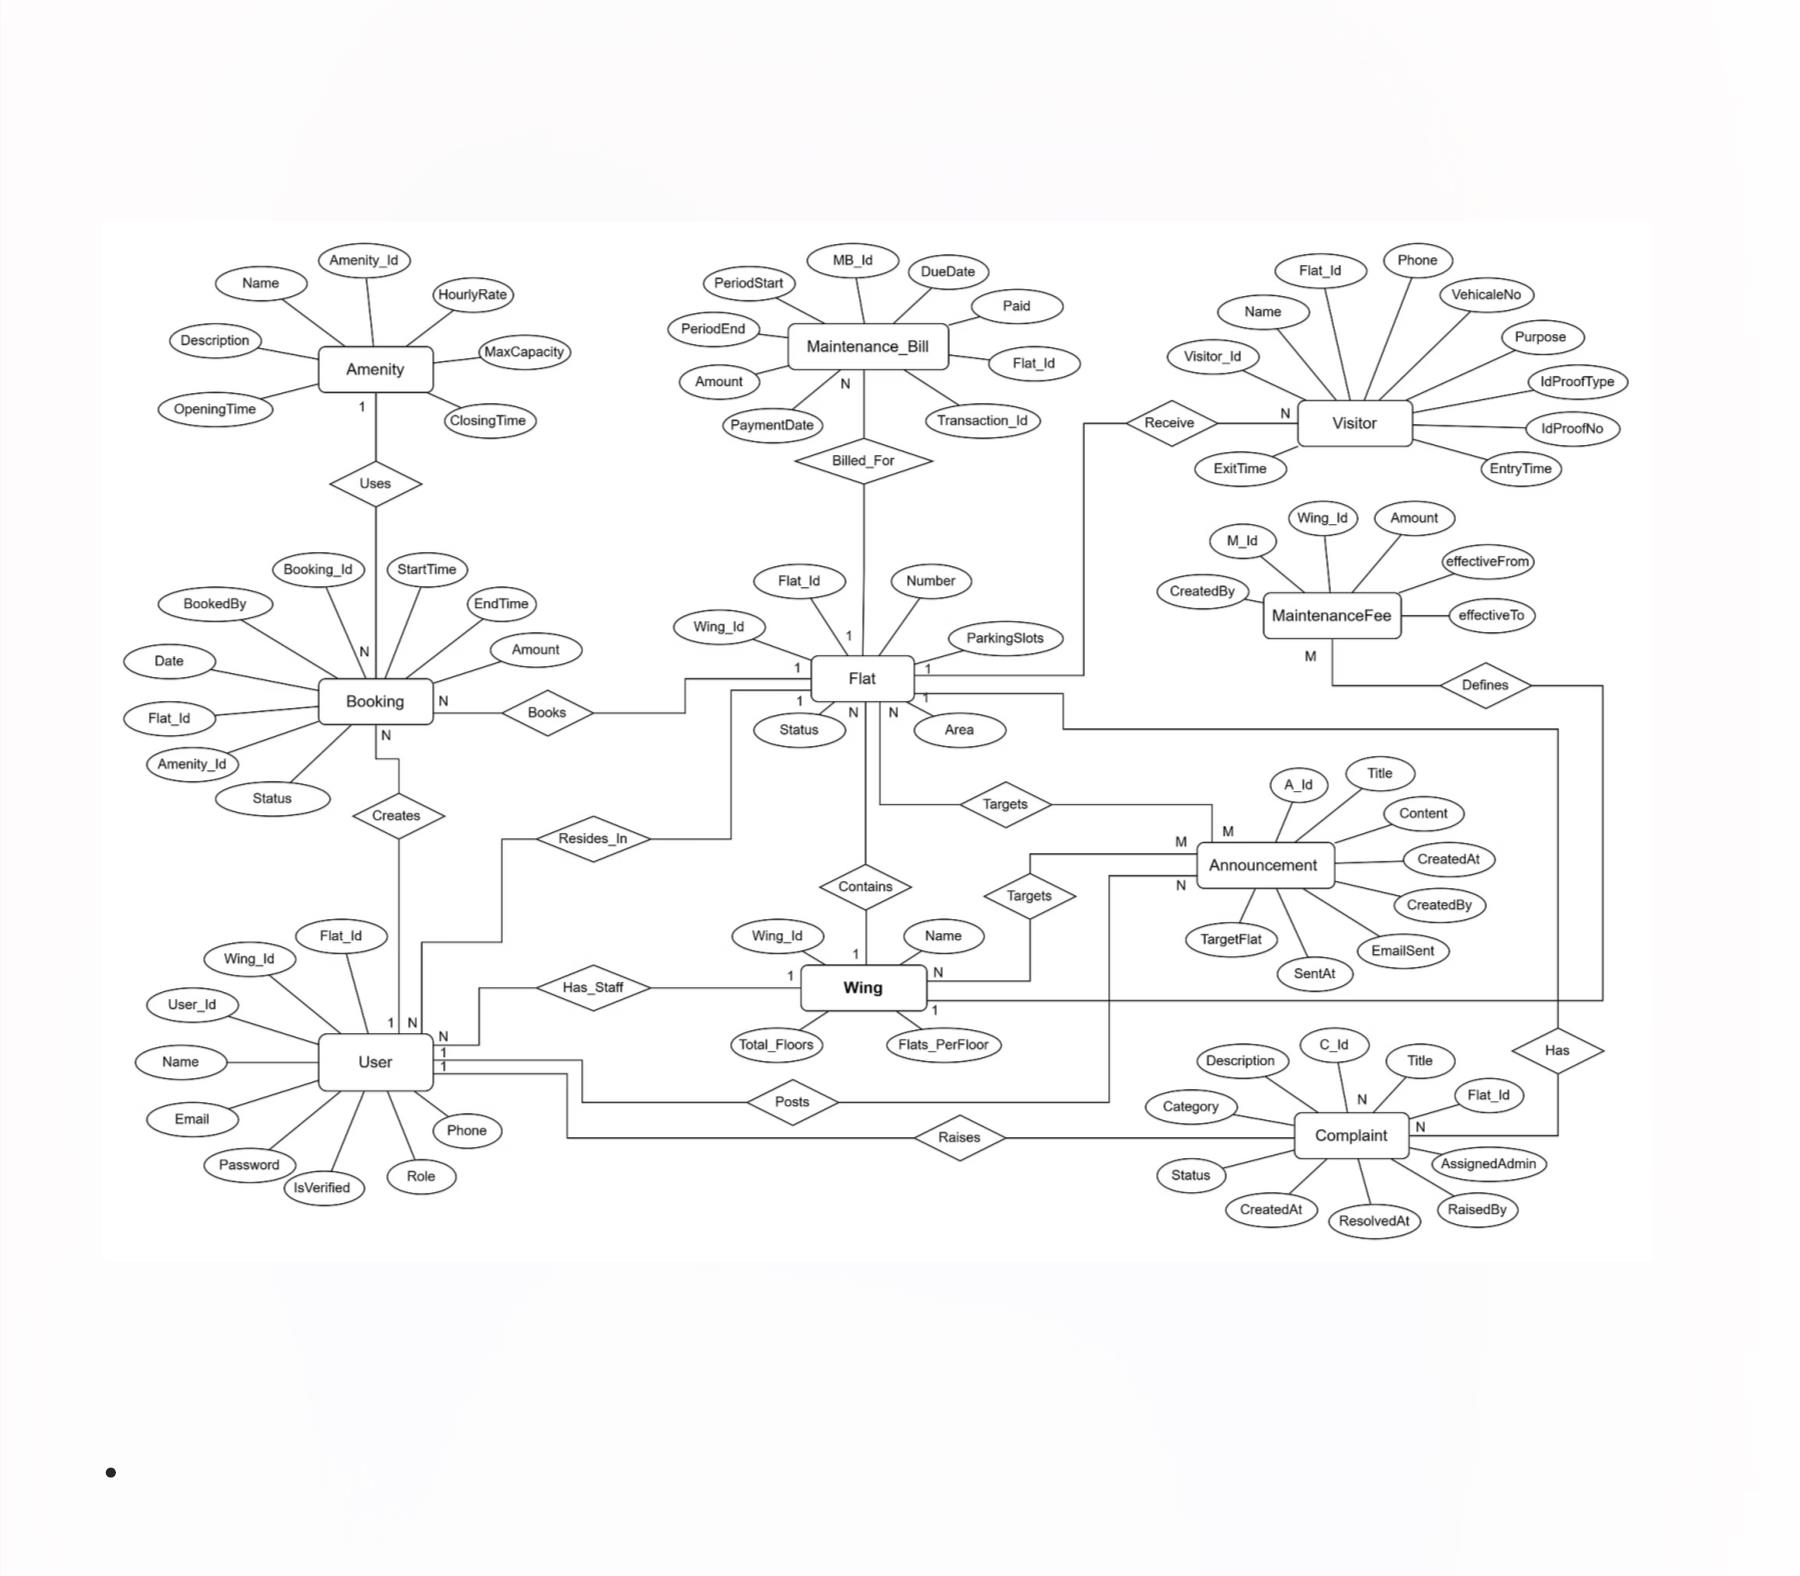 Amenity_Id
Name
HourlyRate
Description
MaxCapacity
Amenity
OpeningTime
ClosingTime
1
Uses
MB_Id
PeriodStart
DueDate
Paid
PeriodEnd
Maintenance_Bill
Flat_Id
Amount
N
PaymentDate
Transaction_Id
Billed_For
Phone
Flat_Id
VehicaleNo
Name
Purpose
Visitor_Id
IdProofType
Receive
N
Visitor
IdProofNo
ExitTime
EntryTime
Wing_Id
Amount
M_Id
effectiveFrom
CreatedBy
MaintenanceFee
effectiveTo
M
Defines
Booking_Id
StartTime
BookedBy
EndTime
N
Amount
Date
Booking
N
Books
Flat_Id
N
Amenity_Id
Status
Creates
Flat_Id
Number
Wing_Id
1
ParkingSlots
1
Flat
1
1
1
Status
N
N
Area
Targets
Resides_In
Contains
A_Id
Title
Content
M
M
Announcement
CreatedAt
N
CreatedBy
Targets
TargetFlat
EmailSent
SentAt
Wing_Id
Name
1
N
1
Wing
1
Total_Floors
Flats_PerFloor
Has_Staff
Flat_Id
Wing_Id
User_Id
1
N
N
1
1
Name
User
Email
Phone
Password
IsVerified
Role
Posts
Raises
Has
C_Id
Description
Title
N
Flat_Id
Category
Complaint
N
AssignedAdmin
Status
CreatedAt
ResolvedAt
RaisedBy